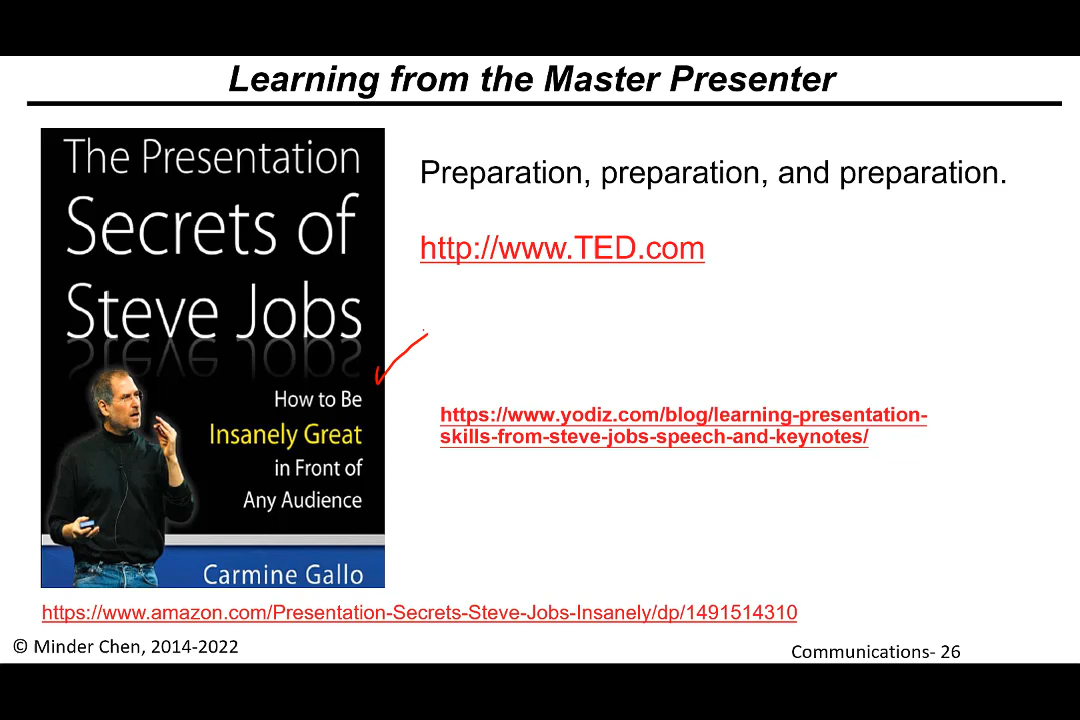 Learning from the Master Presenter
The Presentation
Secrets of
Steve Jobs
How to Be
Insanely Great
in Front of
Any Audience
Carmine Gallo
Preparation, preparation, and preparation.
http://www.TED.com
https://www.yodiz.com/blog/learning-presentation-
skills-from-steve-jobs-speech-and-keynotes/
https://www.amazon.com/Presentation-Secrets-Steve-Jobs-Insanely/dp/1491514310
© Minder Chen, 2014-2022
Communications- 26